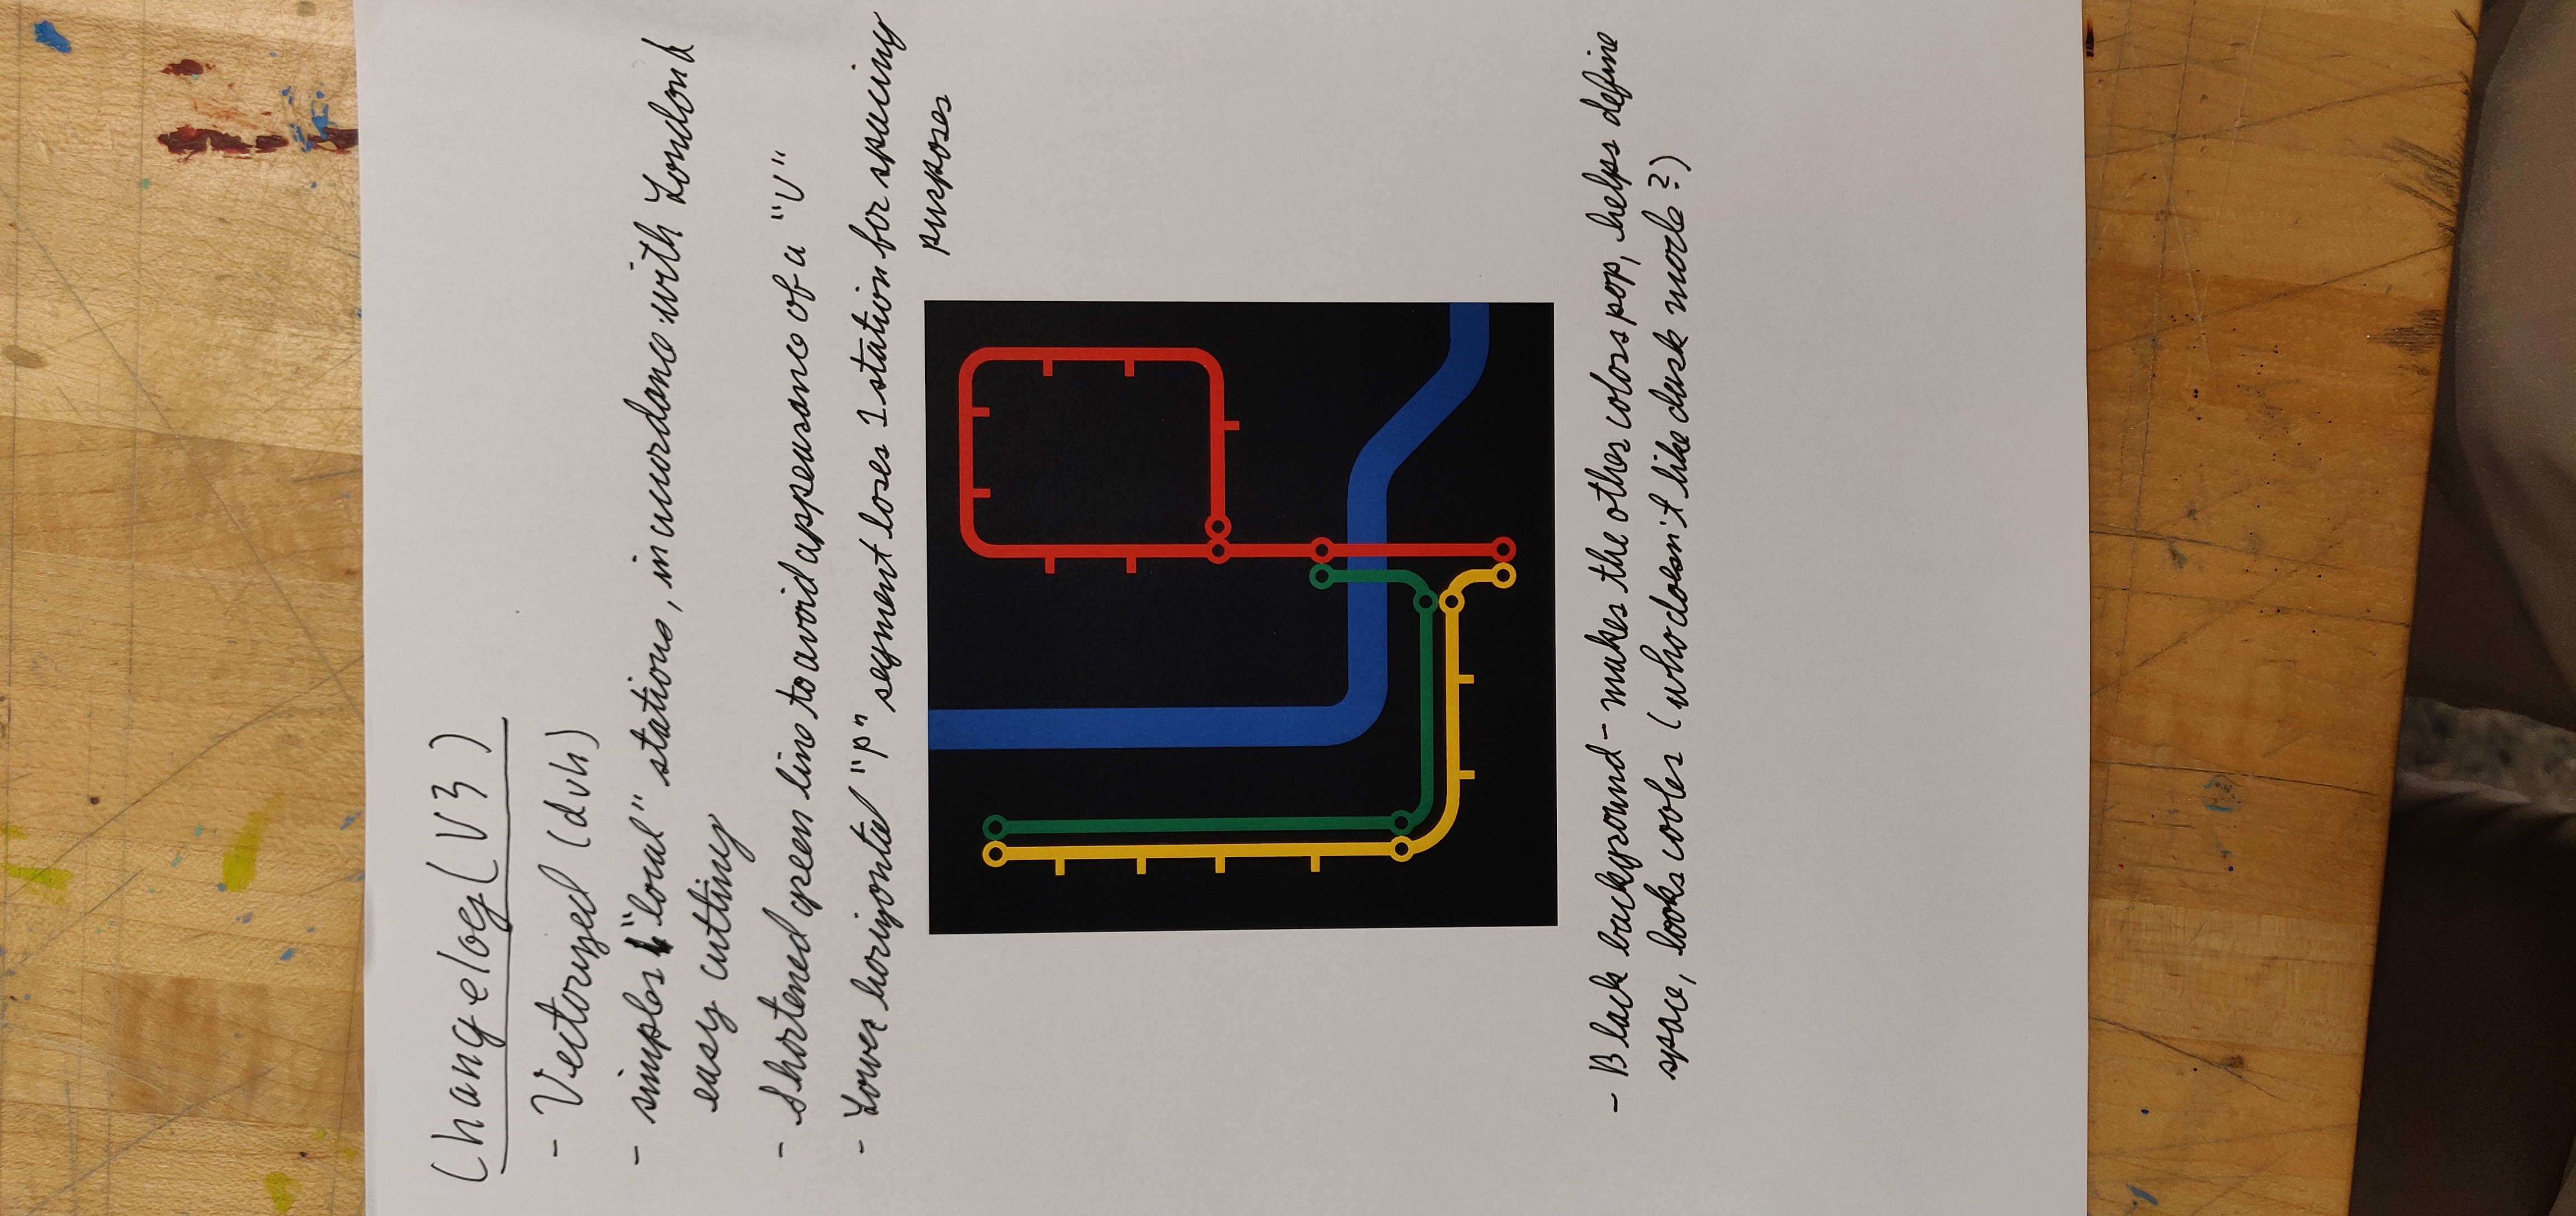 Changelog (V3)
- Vectorized (duh)
- simpler "local" stations, in accordance with London &
easy cutting
- Shortened green line to avoid appearance of a "U"
- Lower horizontal "P" segment loses 1 station for spacing
purposes
- Black background - makes the other colors pop, helps define
space, looks cooler (who doesn't like dark mode?)